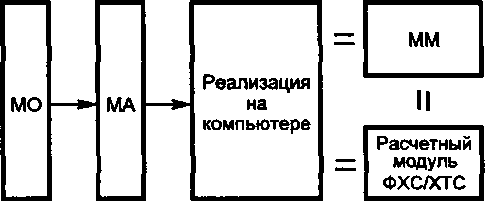 МО
МА
Реализация
на
компьютере
=
ММ
=
=
Расчетный
модуль
ФХС/ХТС